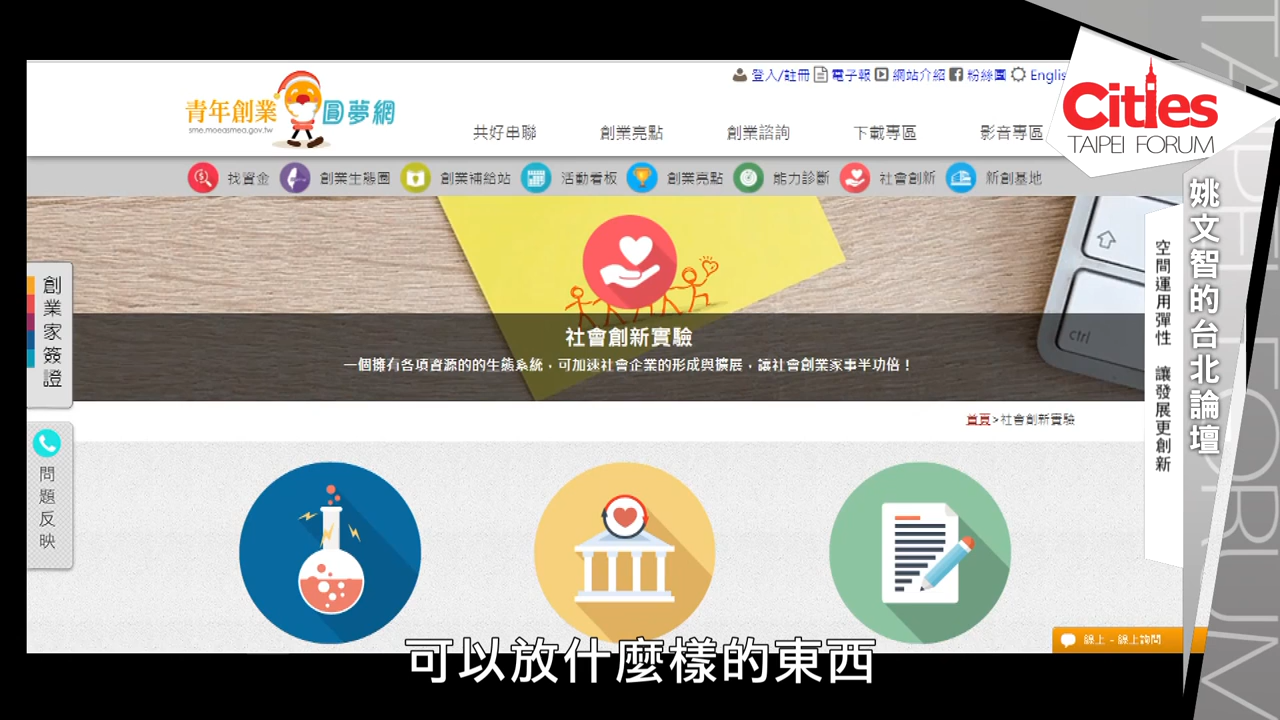 青年創業
圓夢網
sme.moeasmea.gov.tw
登入/註冊 電子報 網站介紹 粉絲團 Englis
共好串聯 創業亮點 創業諮詢 下載專區 影音專區
找資金 創業生態圈 創業補給站 活動看板 創業亮點 能力診斷 社會創新 新創基地
社會創新實驗
一個擁有各項資源的的生態系統，可加速社會企業的形成與擴展，讓社會創業家事半功倍！
ctrl
首頁>社會創新實驗
創業家簽證
問題反映
線上 - 線上詢問
可以放什麼樣的東西
Cities
TAIPEI FORUM
姚文智的台北論壇
空間運用彈性 讓發展更創新
TAIPEI FORUM